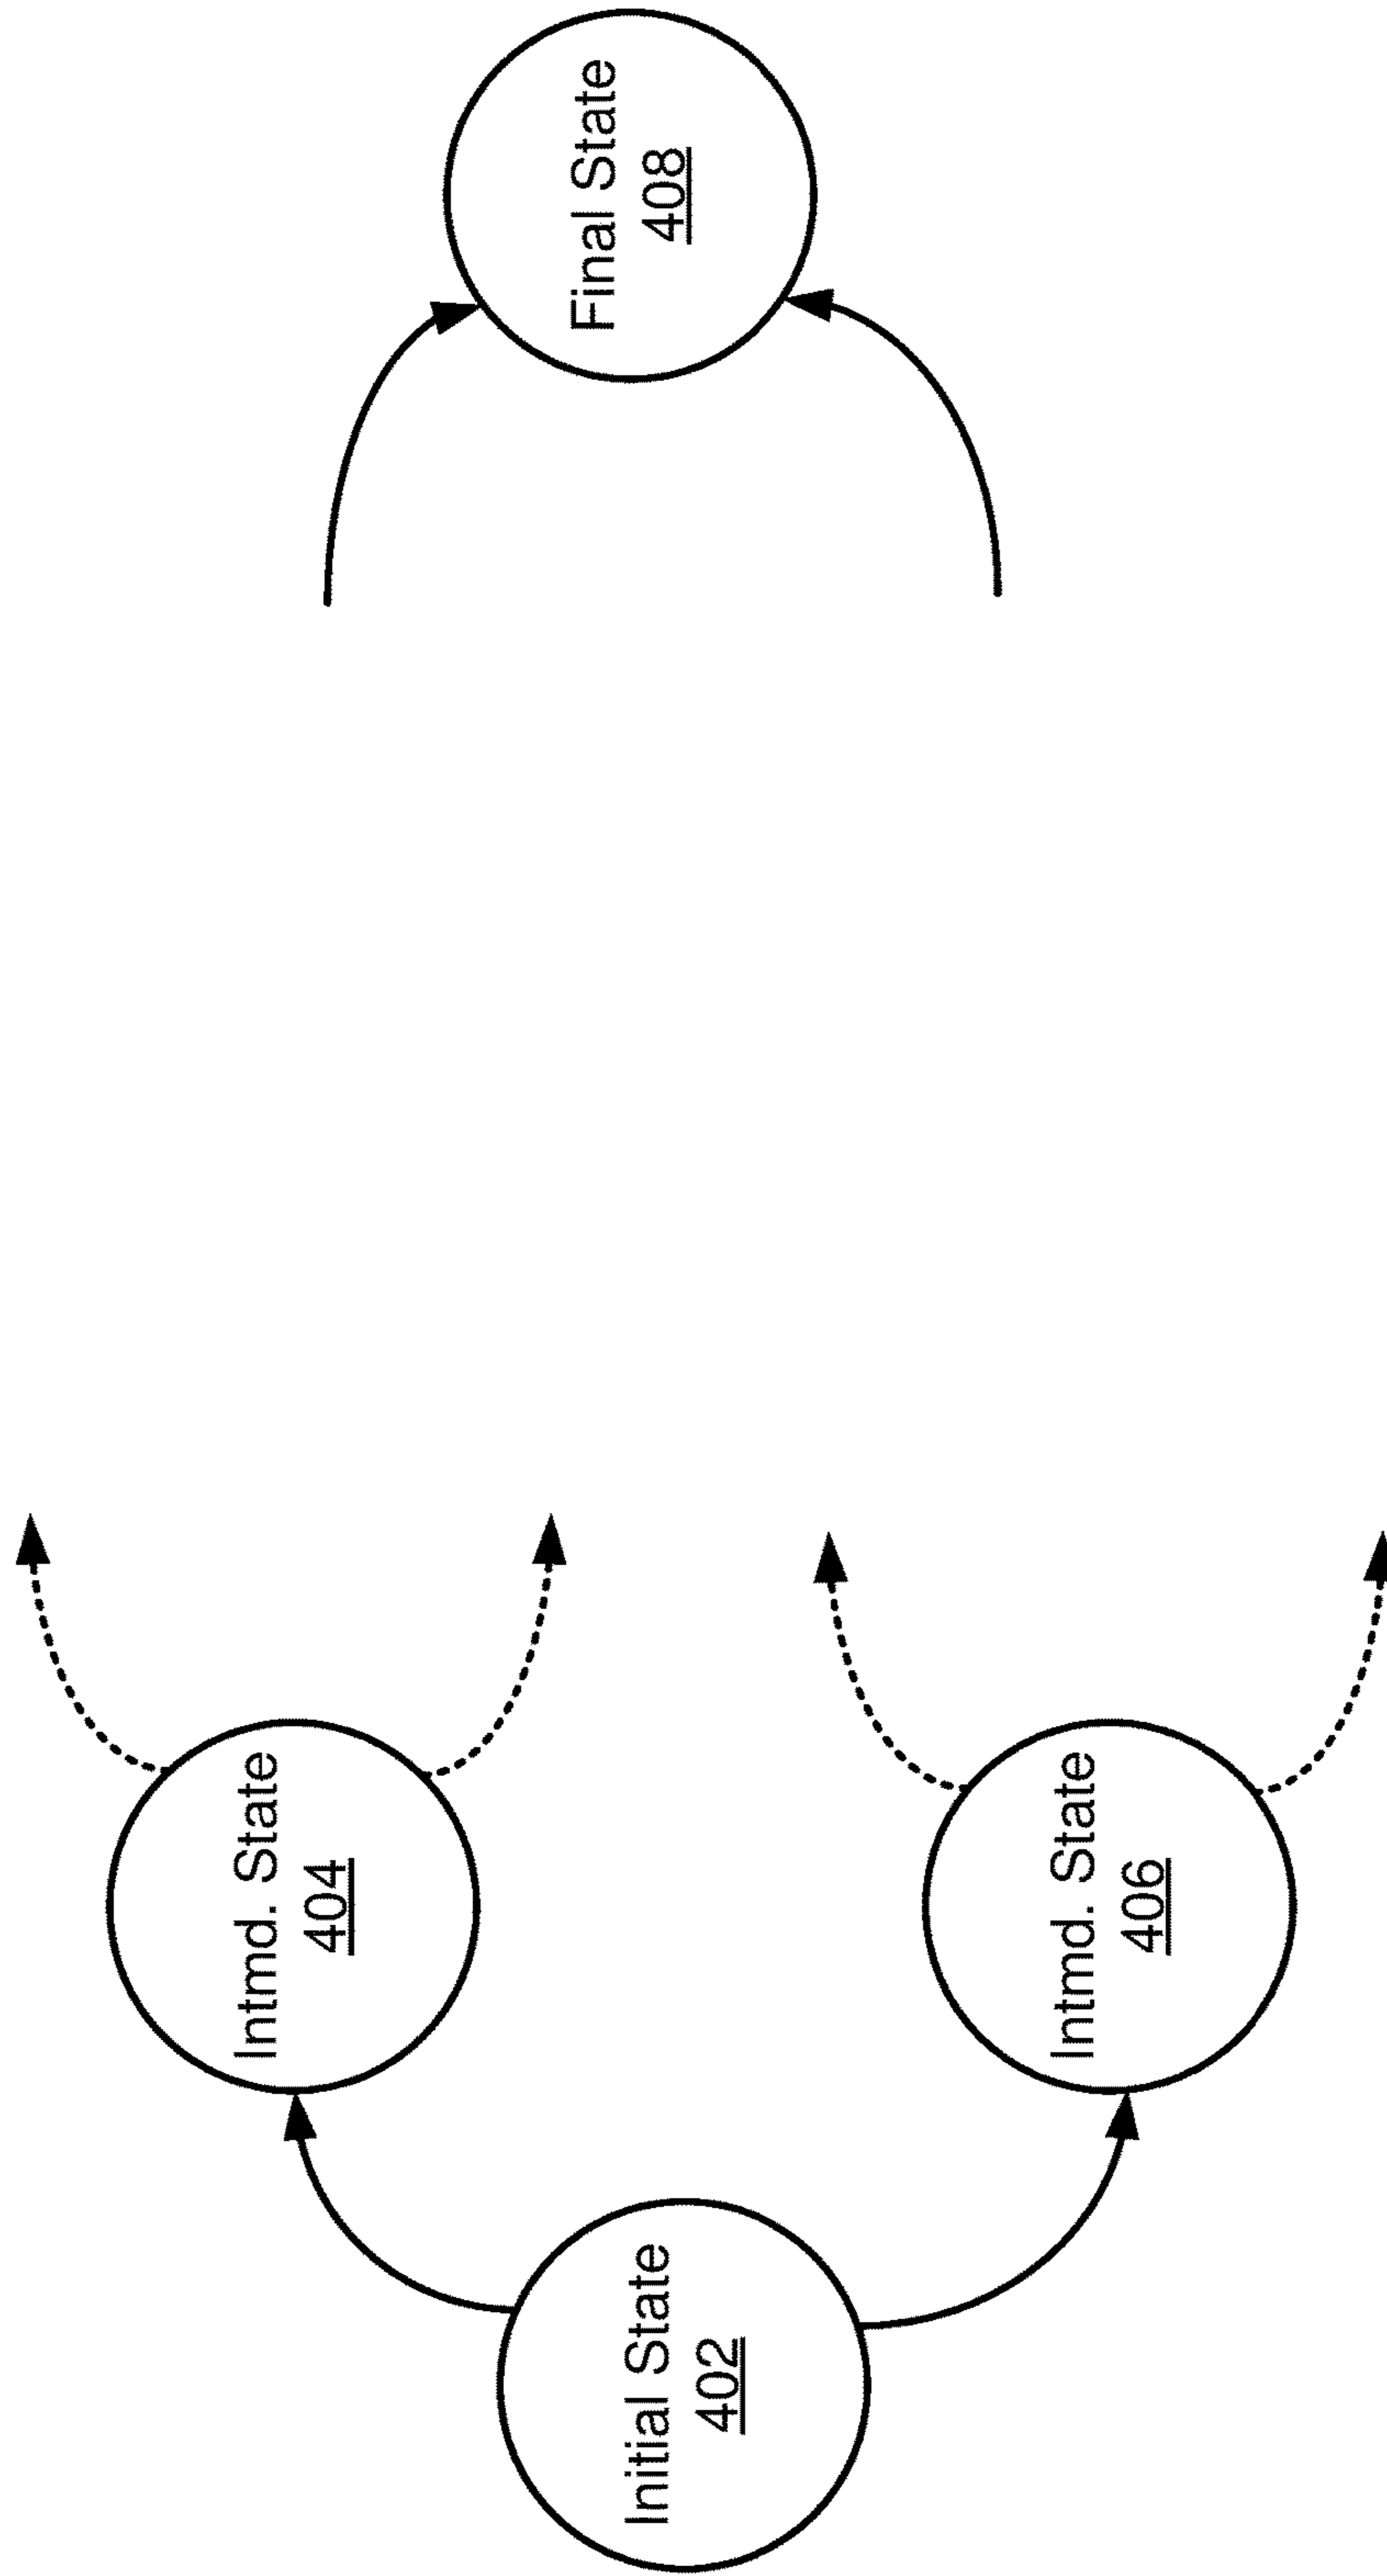 Initial State
402
Intmd. State
404
Intmd. State
406
Final State
408